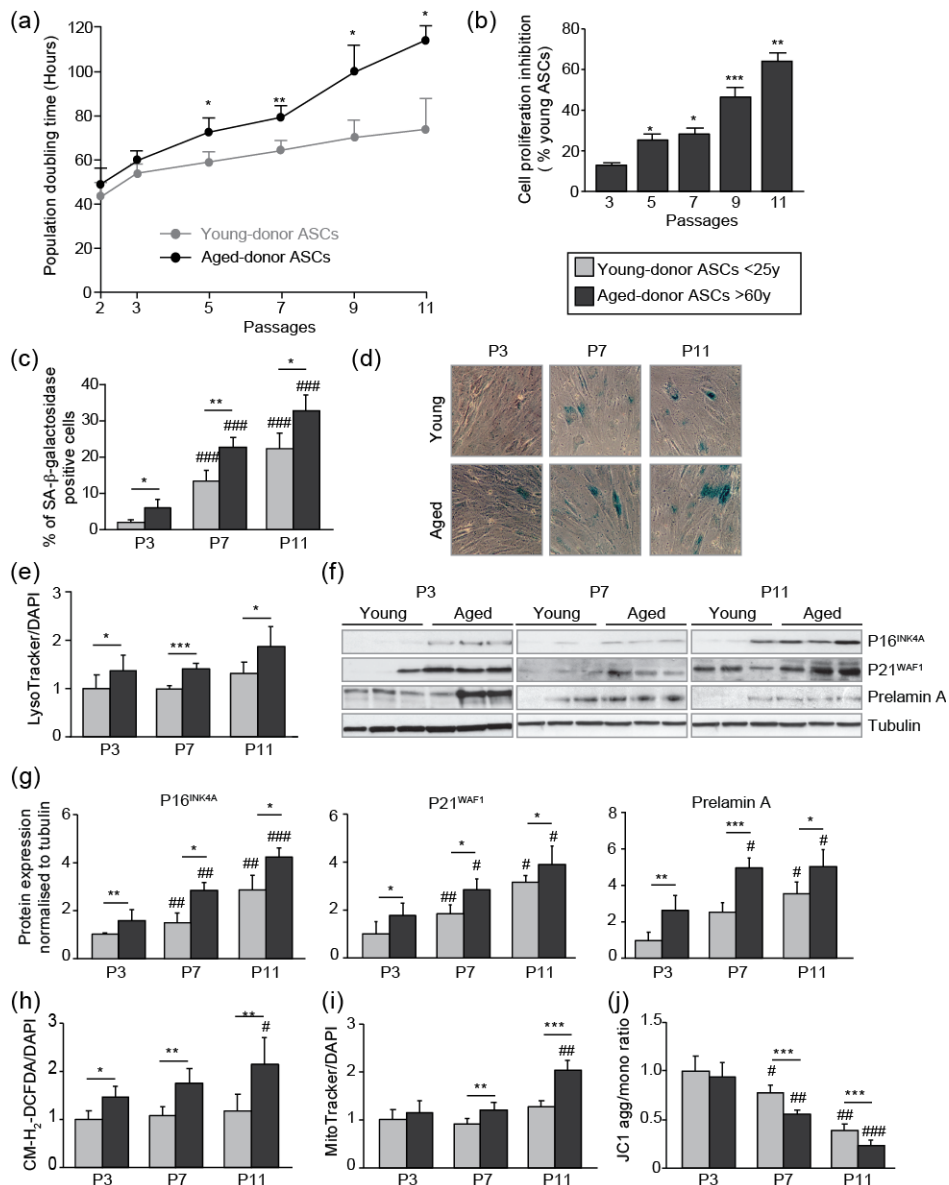 (a)
Population doubling time (Hours)
120
100
80
60
40
20
0
2 3 5 7 9 11
Passages
* ** * *
Young-donor ASCs
Aged-donor ASCs
(b)
Cell proliferation inhibition
( % young ASCs)
80
60
40
20
0
* * *** **
3 5 7 9 11
Passages
Young-donor ASCs <25y
Aged-donor ASCs >60y
(c)
% of SA-β-galactosidase
positive cells
40
30
20
10
0
* ** *
### ### ### ###
P3 P7 P11
(d)
P3 P7 P11
Young
Aged
(e)
LysoTracker/DAPI
3
2
1
0
* *** *
P3 P7 P11
(f)
P3 P7 P11
Young Aged Young Aged Young Aged
P16INK4A
P21WAF1
Prelamin A
Tubulin
(g)
Protein expression
normalised to tubulin
P16INK4A
6
4
2
0
** * *
## ## ## ###
P3 P7 P11
P21WAF1
6
4
2
0
* * *
## # # #
P3 P7 P11
Prelamin A
8
6
4
2
0
** *** *
# # #
P3 P7 P11
(h)
CM-H2-DCFDA/DAPI
3
2
1
0
* ** **
#
P3 P7 P11
(i)
MitoTracker/DAPI
3
2
1
0
** ***
##
P3 P7 P11
(j)
JC1 agg/mono ratio
1.5
1.0
0.5
0
*** ***
# ## ## ###
P3 P7 P11